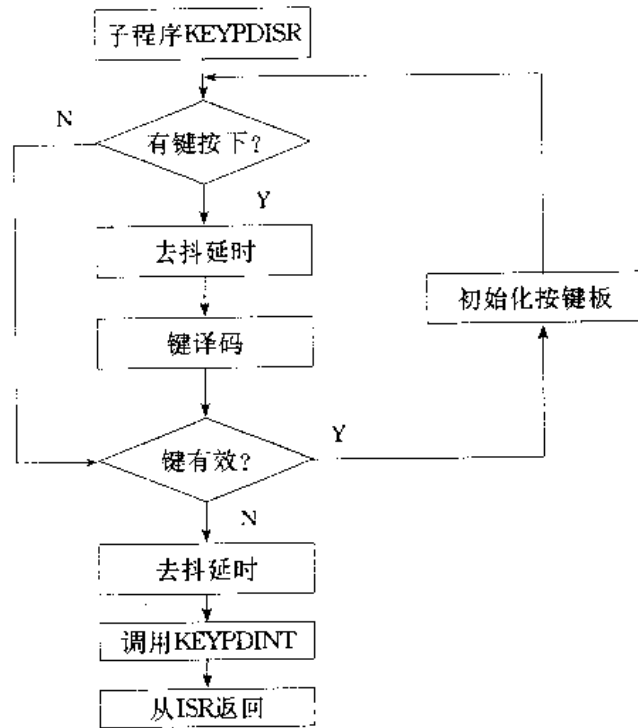 子程序KEYPDISR
N
有键按下?
Y
去抖延时
初始化按键板
键译码
Y
键有效?
N
去抖延时
调用KEYPDINT
从ISR返回